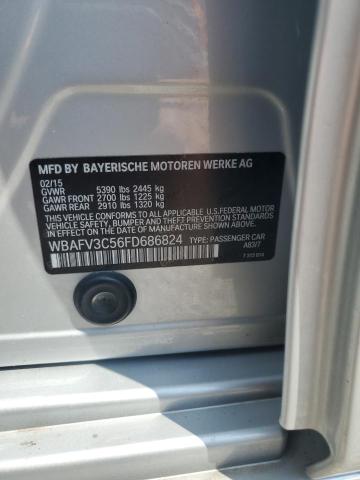 MFD BY BAYERISCHE MOTOREN WERKE AG
02/15
GVWR 5390 lbs 2445 kg
GAWR FRONT 2700 lbs 1225 kg
GAWR REAR 2910 lbs 1320 kg
THIS VEHICLE CONFORMS TO ALL APPLICABLE U.S. FEDERAL MOTOR
VEHICLE SAFETY, BUMPER, AND THEFT PREVENTION STANDARDS IN
EFFECT ON THE DATE OF MANUFACTURE SHOWN ABOVE.
WBAFV3C56FD686824 TYPE: PASSENGER CAR
A83/7